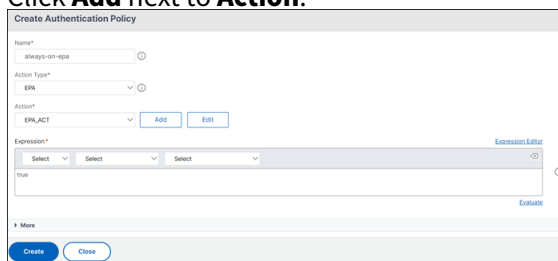 Click Add next to Action.
Create Authentication Policy
Name*
always-on-epa
Action Type*
EPA
Action*
EPA_ACT
Add
Edit
Expression*
Expression Editor
Select
Select
Select
true
Evaluate
More
Create
Close